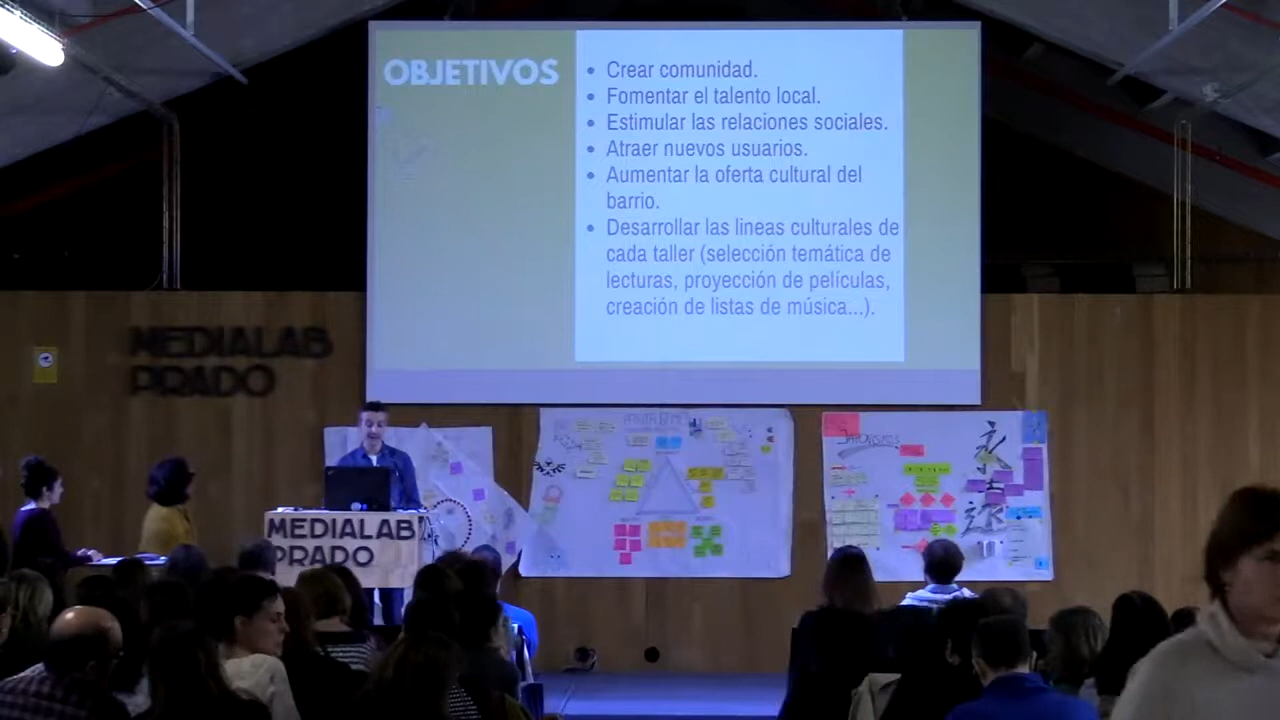 OBJETIVOS
• Crear comunidad.
• Fomentar el talento local.
• Estimular las relaciones sociales.
• Atraer nuevos usuarios.
• Aumentar la oferta cultural del
barrio.
• Desarrollar las lineas culturales de
cada taller (selección temática de
lecturas, proyección de películas,
creación de listas de música...).
MEDIALAB
PRADO
MEDIALAB
PRADO